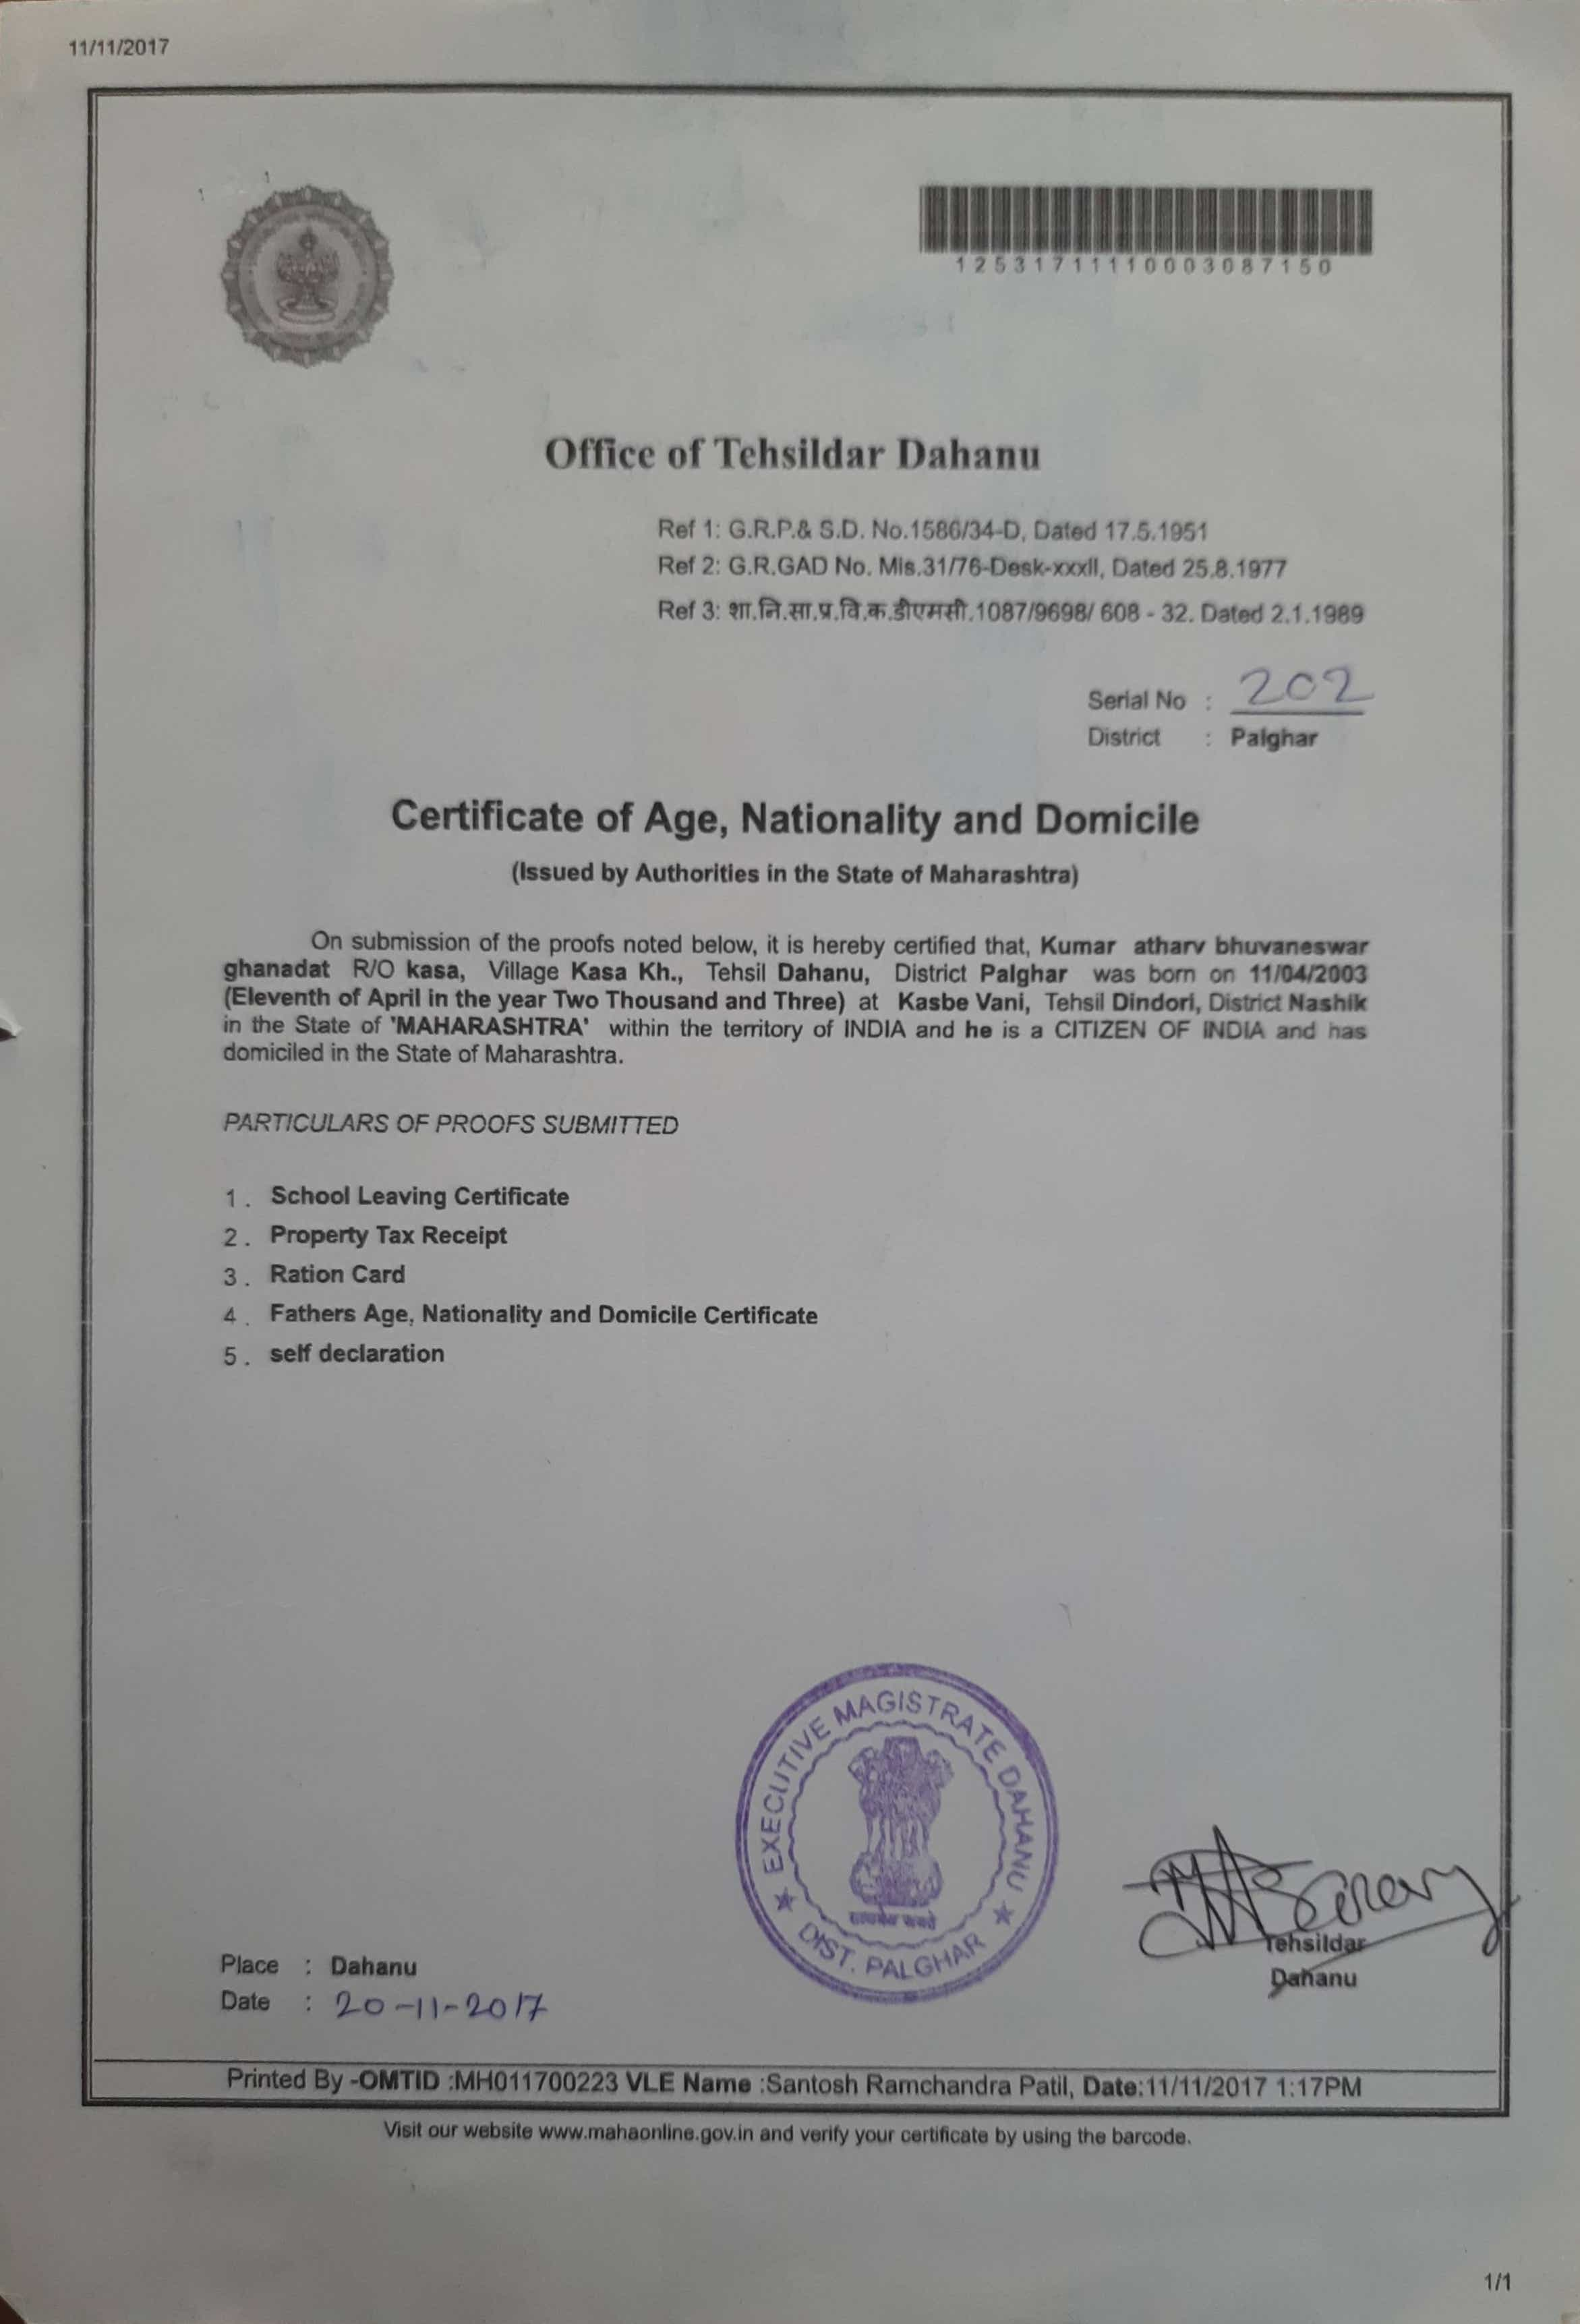 11/11/2017
12531711110003087150
Office of Tehsildar Dahanu
Ref 1: G.R.P.& S.D. No.1586/34-D, Dated 17.5.1951
Ref 2: G.R.GAD No. Mis.31/76-Desk-xxxII, Dated 25.8.1977
Ref 3: शा.नि.सा.प्र.वि.क.डीएमसी.1087/9698/ 608 - 32. Dated 2.1.1989
Serial No : 202
District : Palghar
Certificate of Age, Nationality and Domicile
(Issued by Authorities in the State of Maharashtra)
On submission of the proofs noted below, it is hereby certified that, Kumar atharv bhuvaneswar
ghanadat R/O kasa, Village Kasa Kh., Tehsil Dahanu, District Palghar was born on 11/04/2003
(Eleventh of April in the year Two Thousand and Three) at Kasbe Vani, Tehsil Dindori, District Nashik
in the State of 'MAHARASHTRA' within the territory of INDIA and he is a CITIZEN OF INDIA and has
domiciled in the State of Maharashtra.
PARTICULARS OF PROOFS SUBMITTED
1. School Leaving Certificate
2. Property Tax Receipt
3. Ration Card
4. Fathers Age, Nationality and Domicile Certificate
5. self declaration
EXECUTIVE MAGISTRATE DAHANU
DIST. PALGHAR
Tehsildar
Dahanu
Place : Dahanu
Date : 20-11-2017
Printed By -OMTID :MH011700223 VLE Name :Santosh Ramchandra Patil, Date:11/11/2017 1:17PM
Visit our website www.mahaonline.gov.in and verify your certificate by using the barcode.
1/1